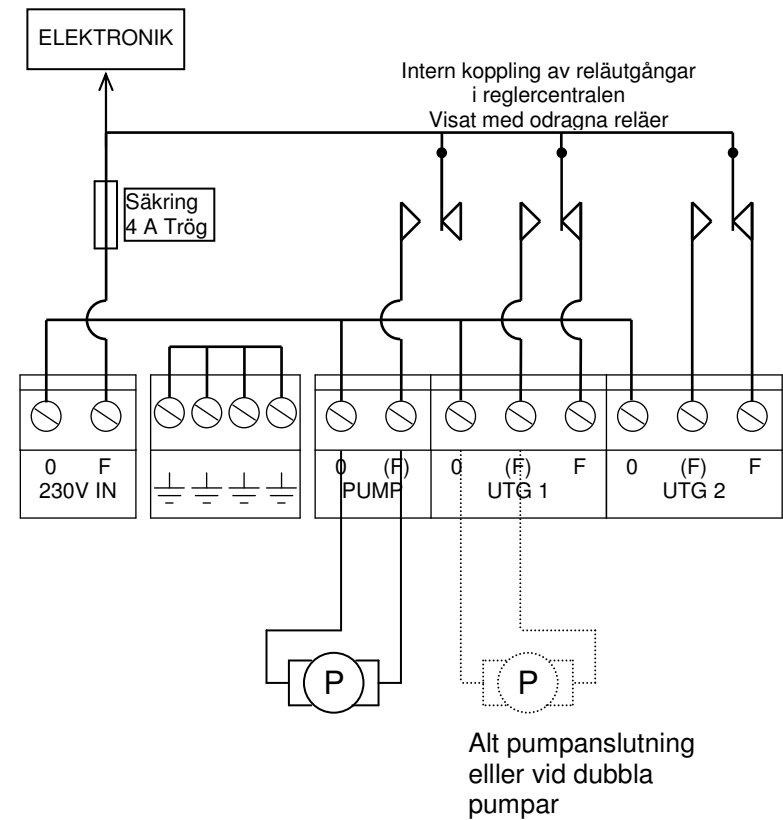 ELEKTRONIK
Intern koppling av reläutgångar
i reglercentralen
Visat med odragna reläer
Säkring
4 A Trög
0 F
230V IN
0 (F)
PUMP
0 (F) F
UTG 1
0 (F) F
UTG 2
P
P
Alt pumpanslutning
elller vid dubbla
pumpar